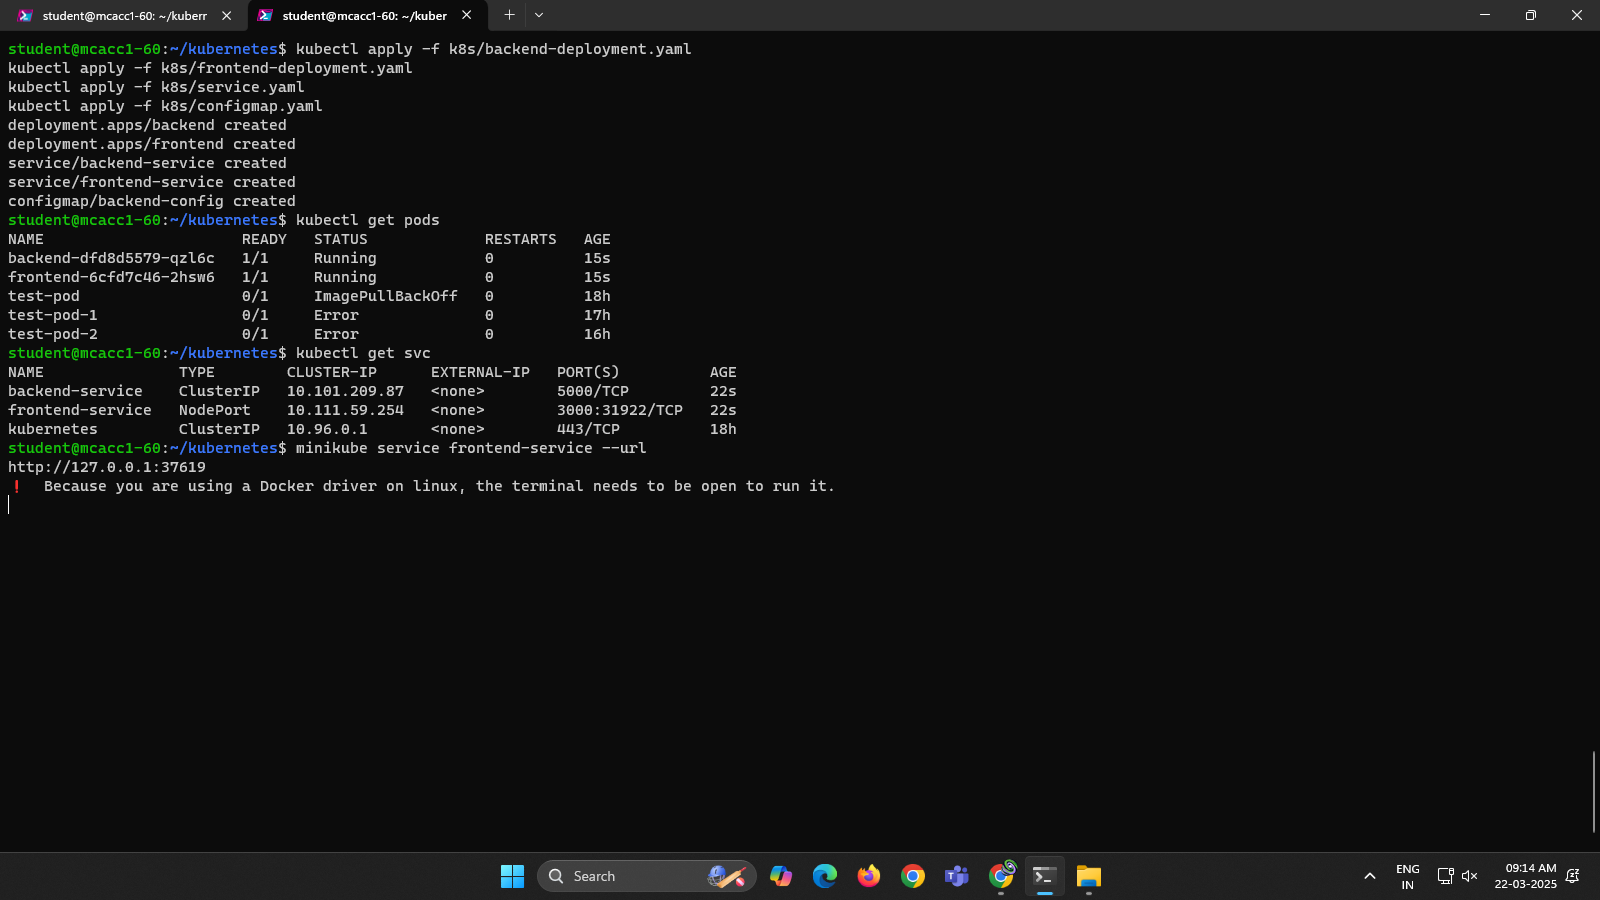 student@mcacc1-60: ~/kuberr
student@mcacc1-60: ~/kuber
student@mcacc1-60:~/kubernetes$ kubectl apply -f k8s/backend-deployment.yaml
kubectl apply -f k8s/frontend-deployment.yaml
kubectl apply -f k8s/service.yaml
kubectl apply -f k8s/configmap.yaml
deployment.apps/backend created
deployment.apps/frontend created
service/backend-service created
service/frontend-service created
configmap/backend-config created
student@mcacc1-60:~/kubernetes$ kubectl get pods
NAME READY STATUS RESTARTS AGE
backend-dfd8d5579-qzl6c 1/1 Running 0 15s
frontend-6cfd7c46-2hsw6 1/1 Running 0 15s
test-pod 0/1 ImagePullBackOff 0 18h
test-pod-1 0/1 Error 0 17h
test-pod-2 0/1 Error 0 16h
student@mcacc1-60:~/kubernetes$ kubectl get svc
NAME TYPE CLUSTER-IP EXTERNAL-IP PORT(S) AGE
backend-service ClusterIP 10.101.209.87 <none> 5000/TCP 22s
frontend-service NodePort 10.111.59.254 <none> 3000:31922/TCP 22s
kubernetes ClusterIP 10.96.0.1 <none> 443/TCP 18h
student@mcacc1-60:~/kubernetes$ minikube service frontend-service --url
http://127.0.0.1:37619
❗ Because you are using a Docker driver on linux, the terminal needs to be open to run it.
Search
ENG
IN
09:14 AM
22-03-2025